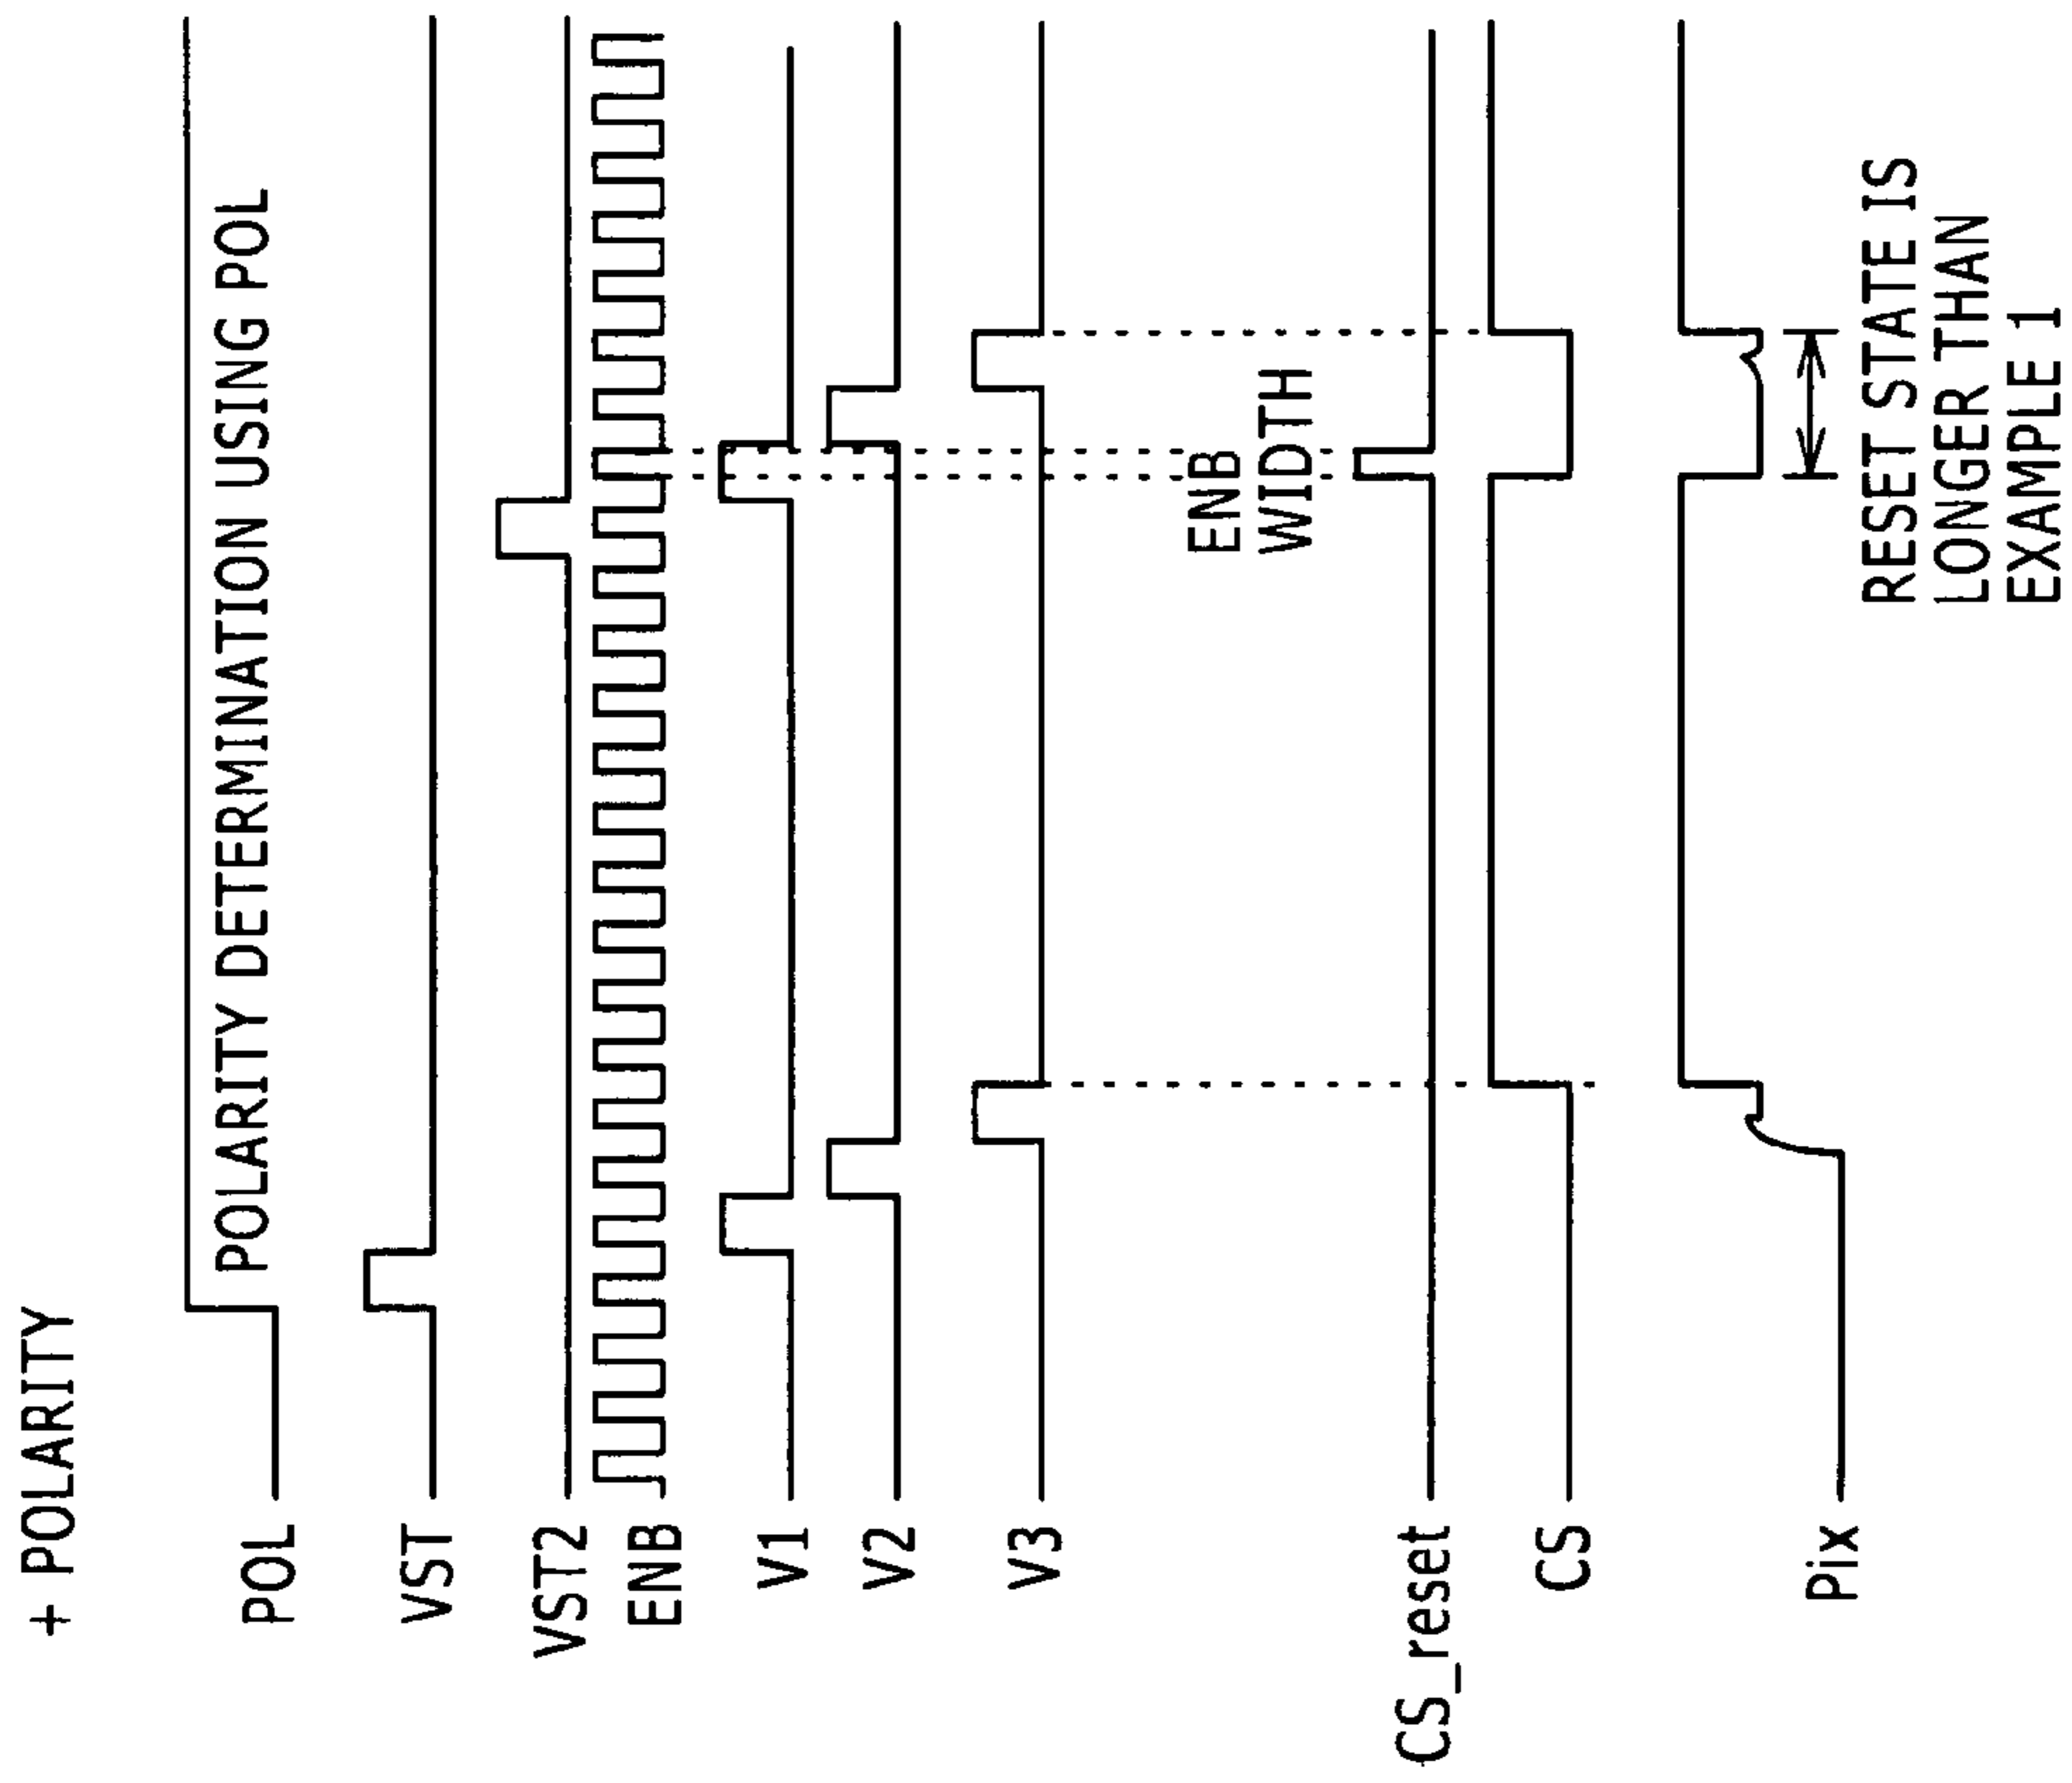 + POLARITY
POL
POLARITY DETERMINATION USING POL
VST
VST2
ENB
V1
V2
V3
ENB
WIDTH
CS_reset
CS
Pix
RESET STATE IS
LONGER THAN
EXAMPLE 1